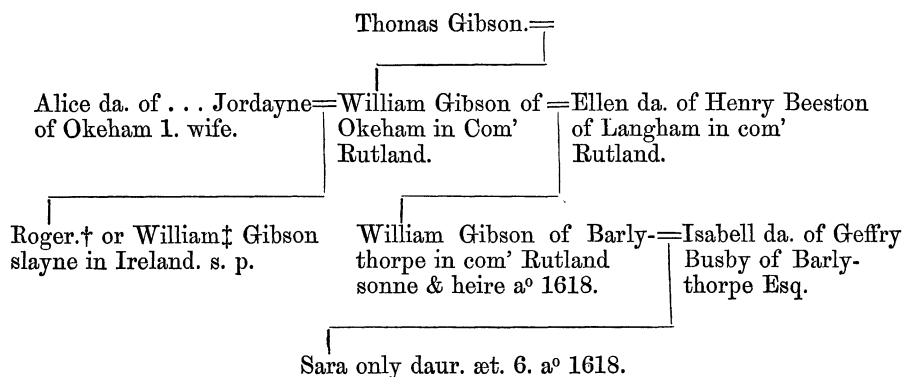 Thomas Gibson.=
Alice da. of . . . Jordayne=William Gibson of =Ellen da. of Henry Beeston
of Okeham 1. wife. Okeham in Com' of Langham in com'
Rutland. Rutland.
Roger.† or William‡ Gibson William Gibson of Barly-=Isabell da. of Geffry
slayne in Ireland. s. p. thorpe in com' Rutland Busby of Barly-
sonne & heire aº 1618. thorpe Esq.
Sara only daur. æt. 6. aº 1618.